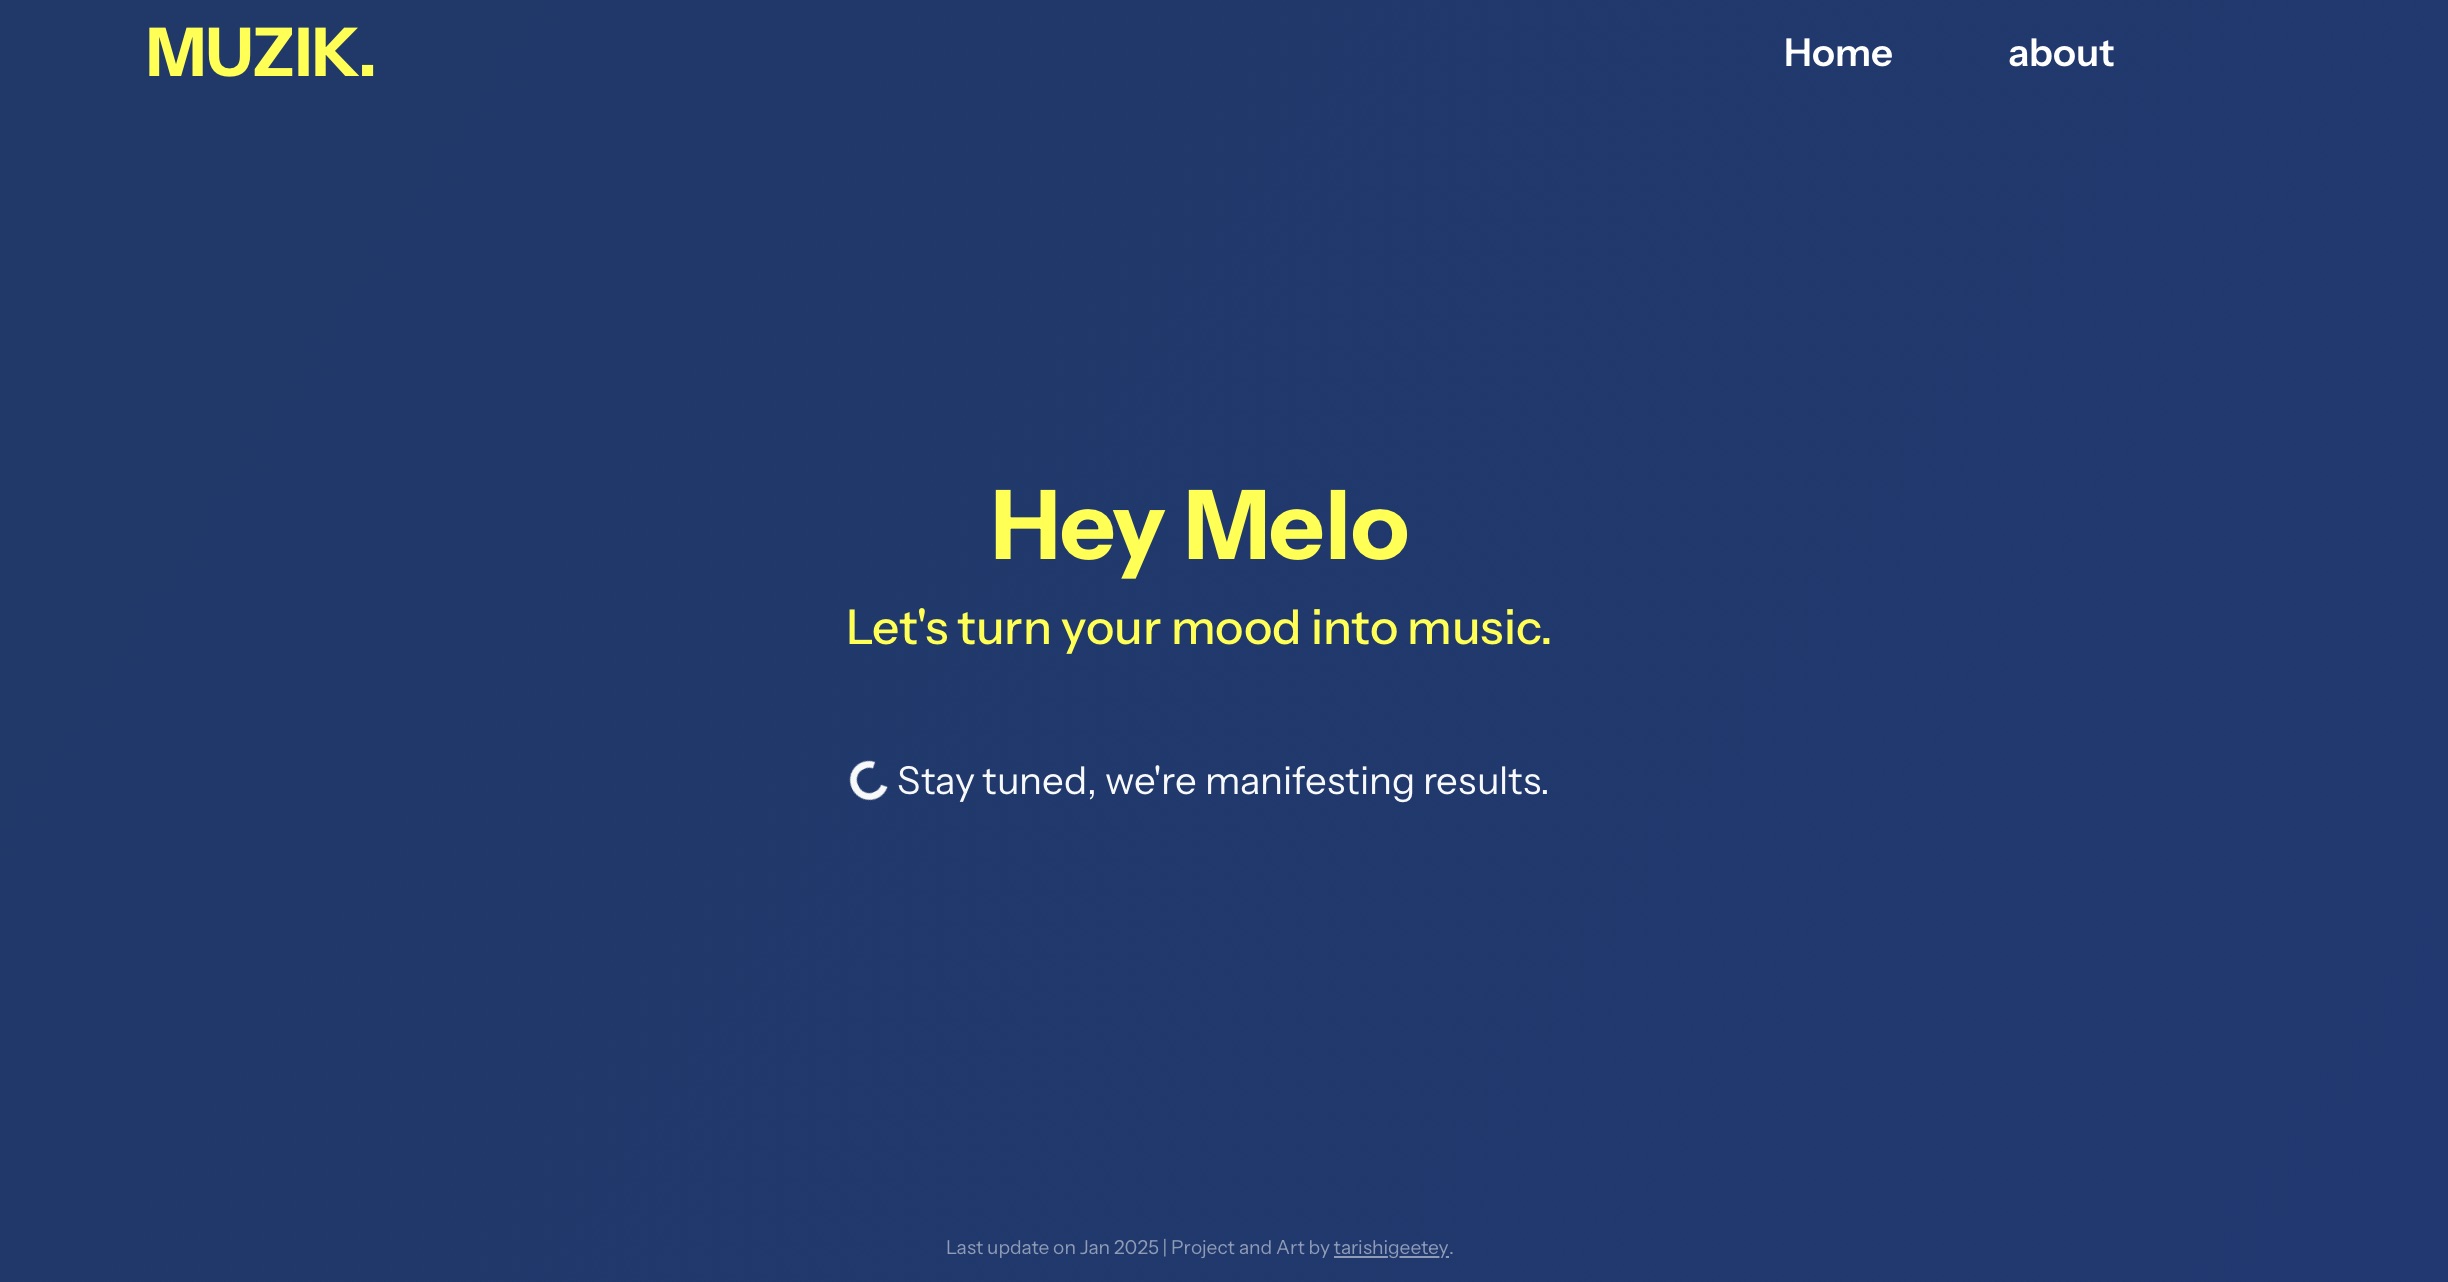 MUZIK.
Home about
Hey Melo
Let's turn your mood into music.
Stay tuned, we're manifesting results.
Last update on Jan 2025 | Project and Art by tarishigeetey.